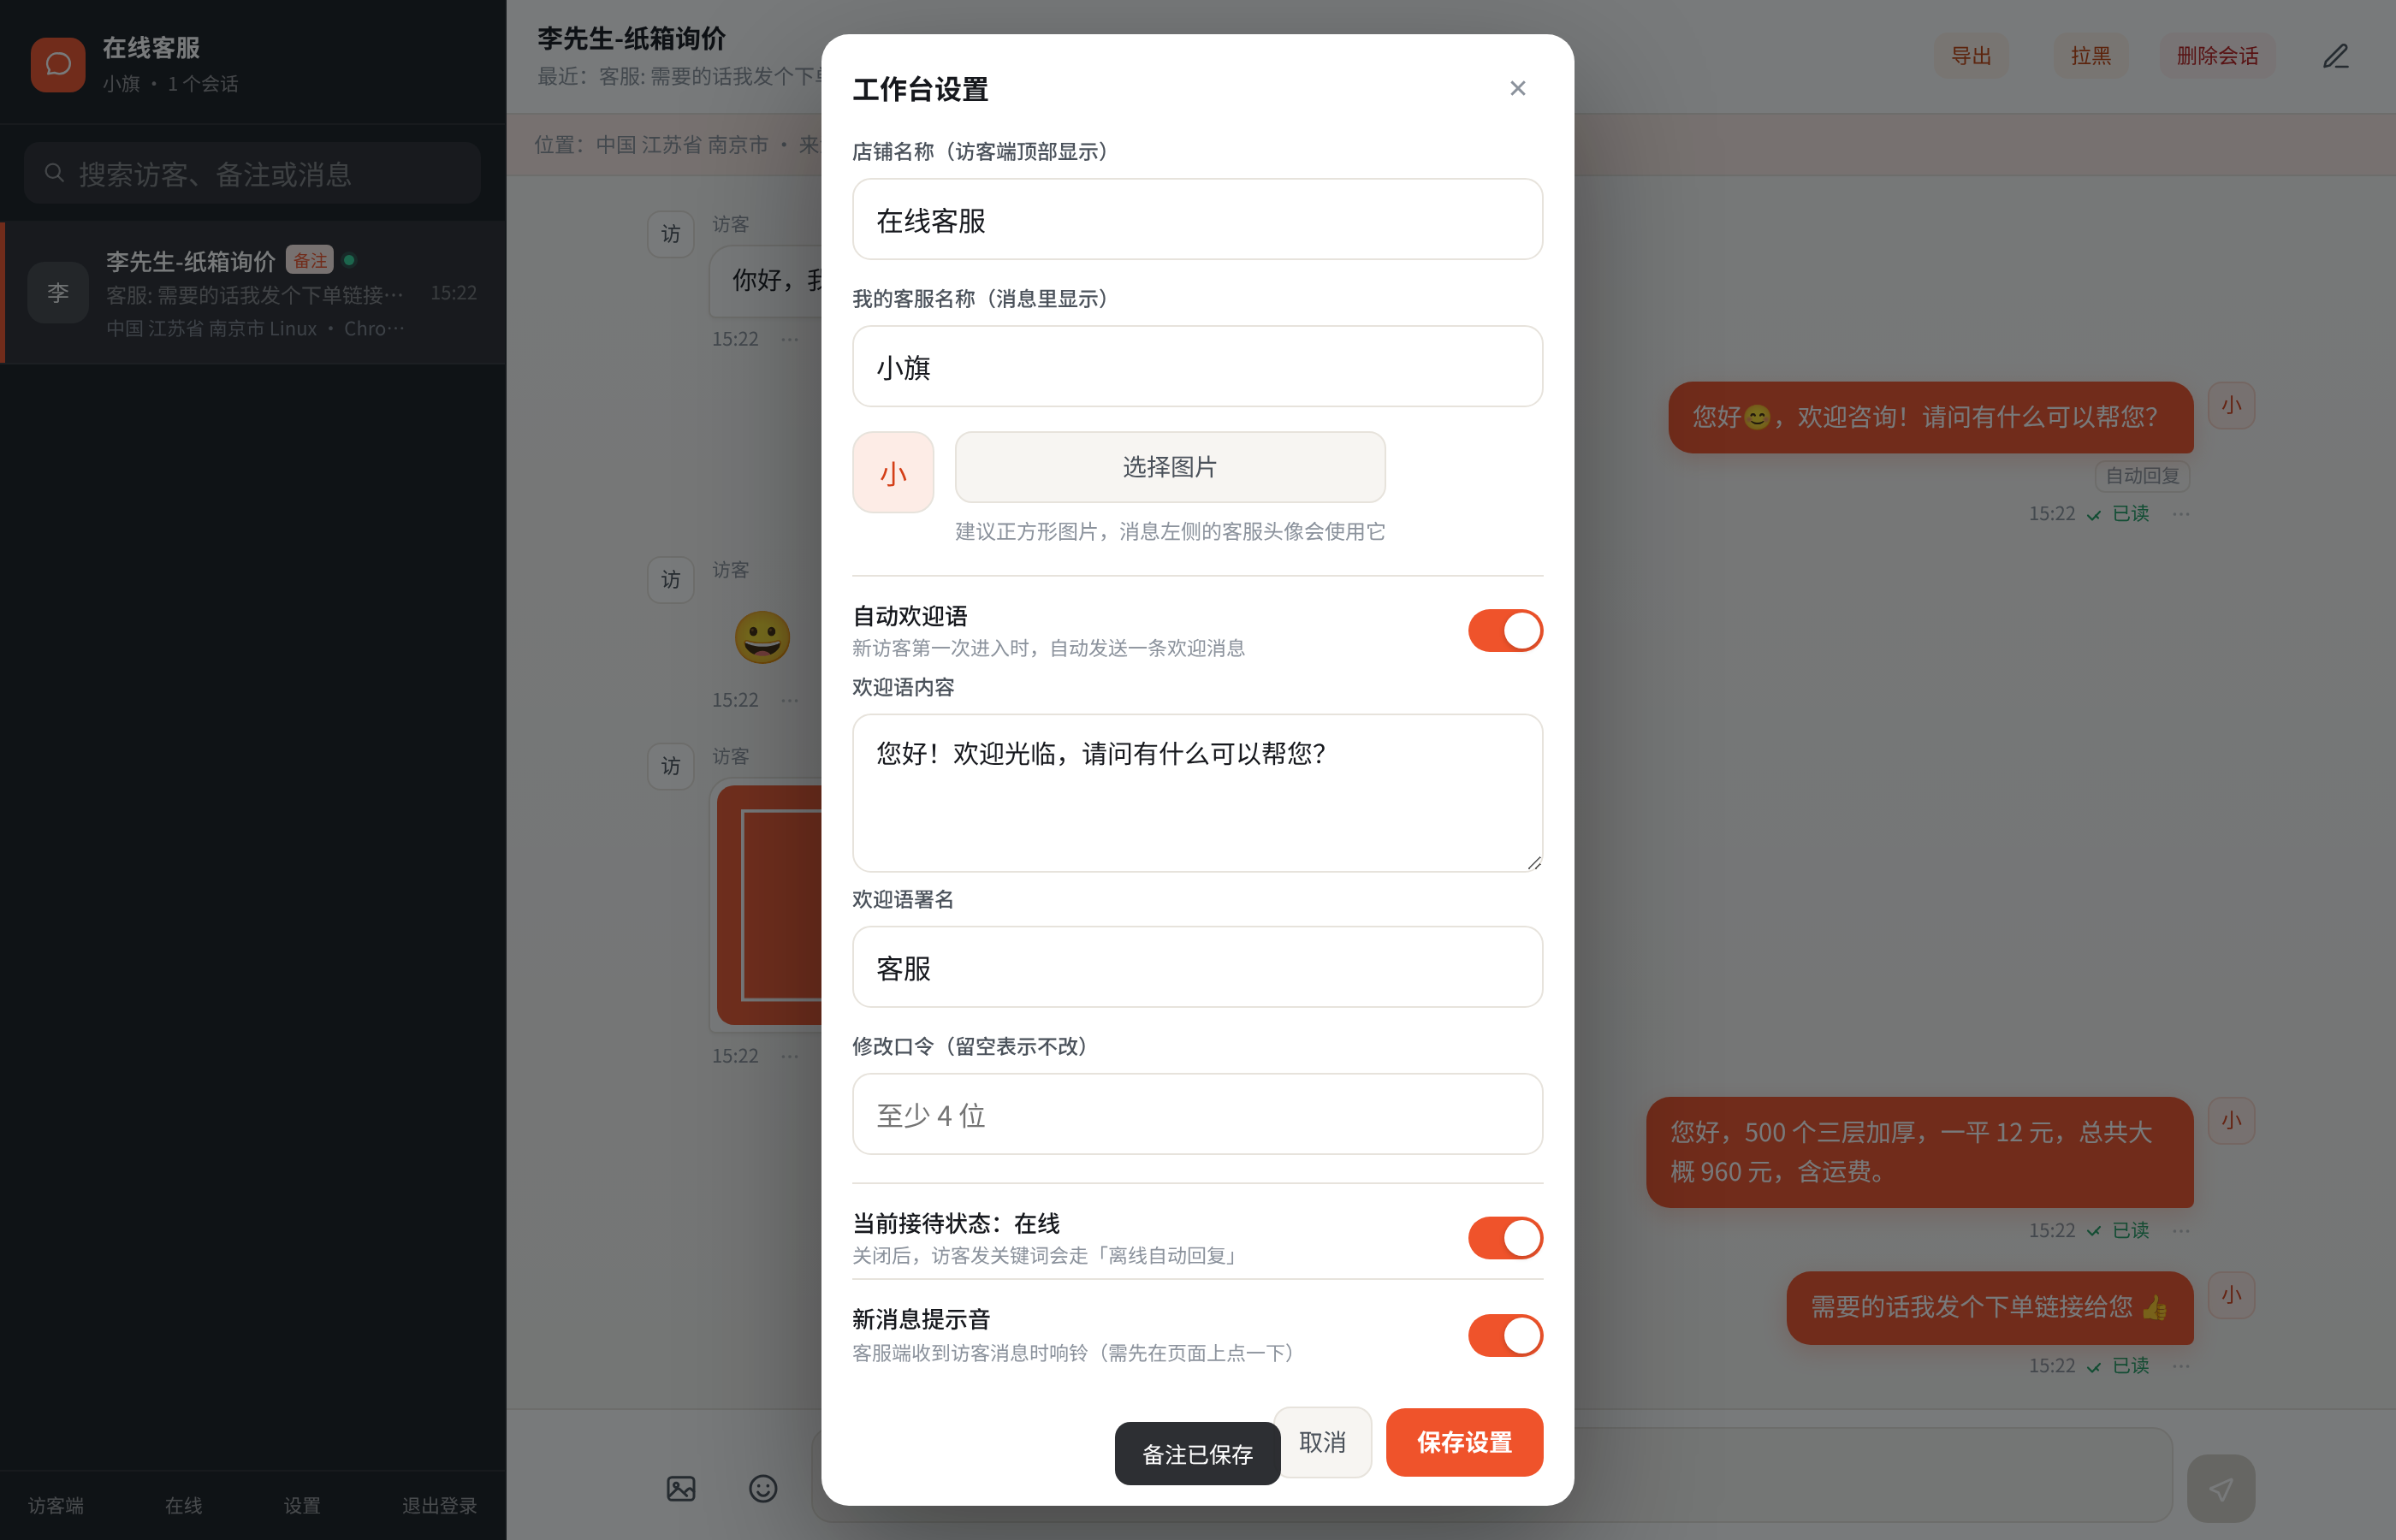 在线客服
小旗 · 1 个会话
搜索访客、备注或消息
李
李先生-纸箱询价 备注
客服: 需要的话我发个下单链接… 15:22
中国 江苏省 南京市 Linux · Chro…
访客端 在线 设置 退出登录
李先生-纸箱询价
最近：客服: 需要的话我发个下
导出 拉黑 删除会话
位置：中国 江苏省 南京市 · 来
访 访客
你好，
15:22 …
您好😊，欢迎咨询！请问有什么可以帮您？ 小
自动回复
15:22 已读 …
访 访客
😀
15:22 …
访 访客
15:22 …
您好，500 个三层加厚，一平 12 元，总共大 小
概 960 元，含运费。
15:22 已读 …
需要的话我发个下单链接给您 👍 小
15:22 已读 …
工作台设置
店铺名称（访客端顶部显示）
在线客服
我的客服名称（消息里显示）
小旗
小 选择图片
建议正方形图片，消息左侧的客服头像会使用它
自动欢迎语
新访客第一次进入时，自动发送一条欢迎消息
欢迎语内容
您好！欢迎光临，请问有什么可以帮您？
欢迎语署名
客服
修改口令（留空表示不改）
至少 4 位
当前接待状态：在线
关闭后，访客发关键词会走「离线自动回复」
新消息提示音
客服端收到访客消息时响铃（需先在页面上点一下）
备注已保存 取消 保存设置